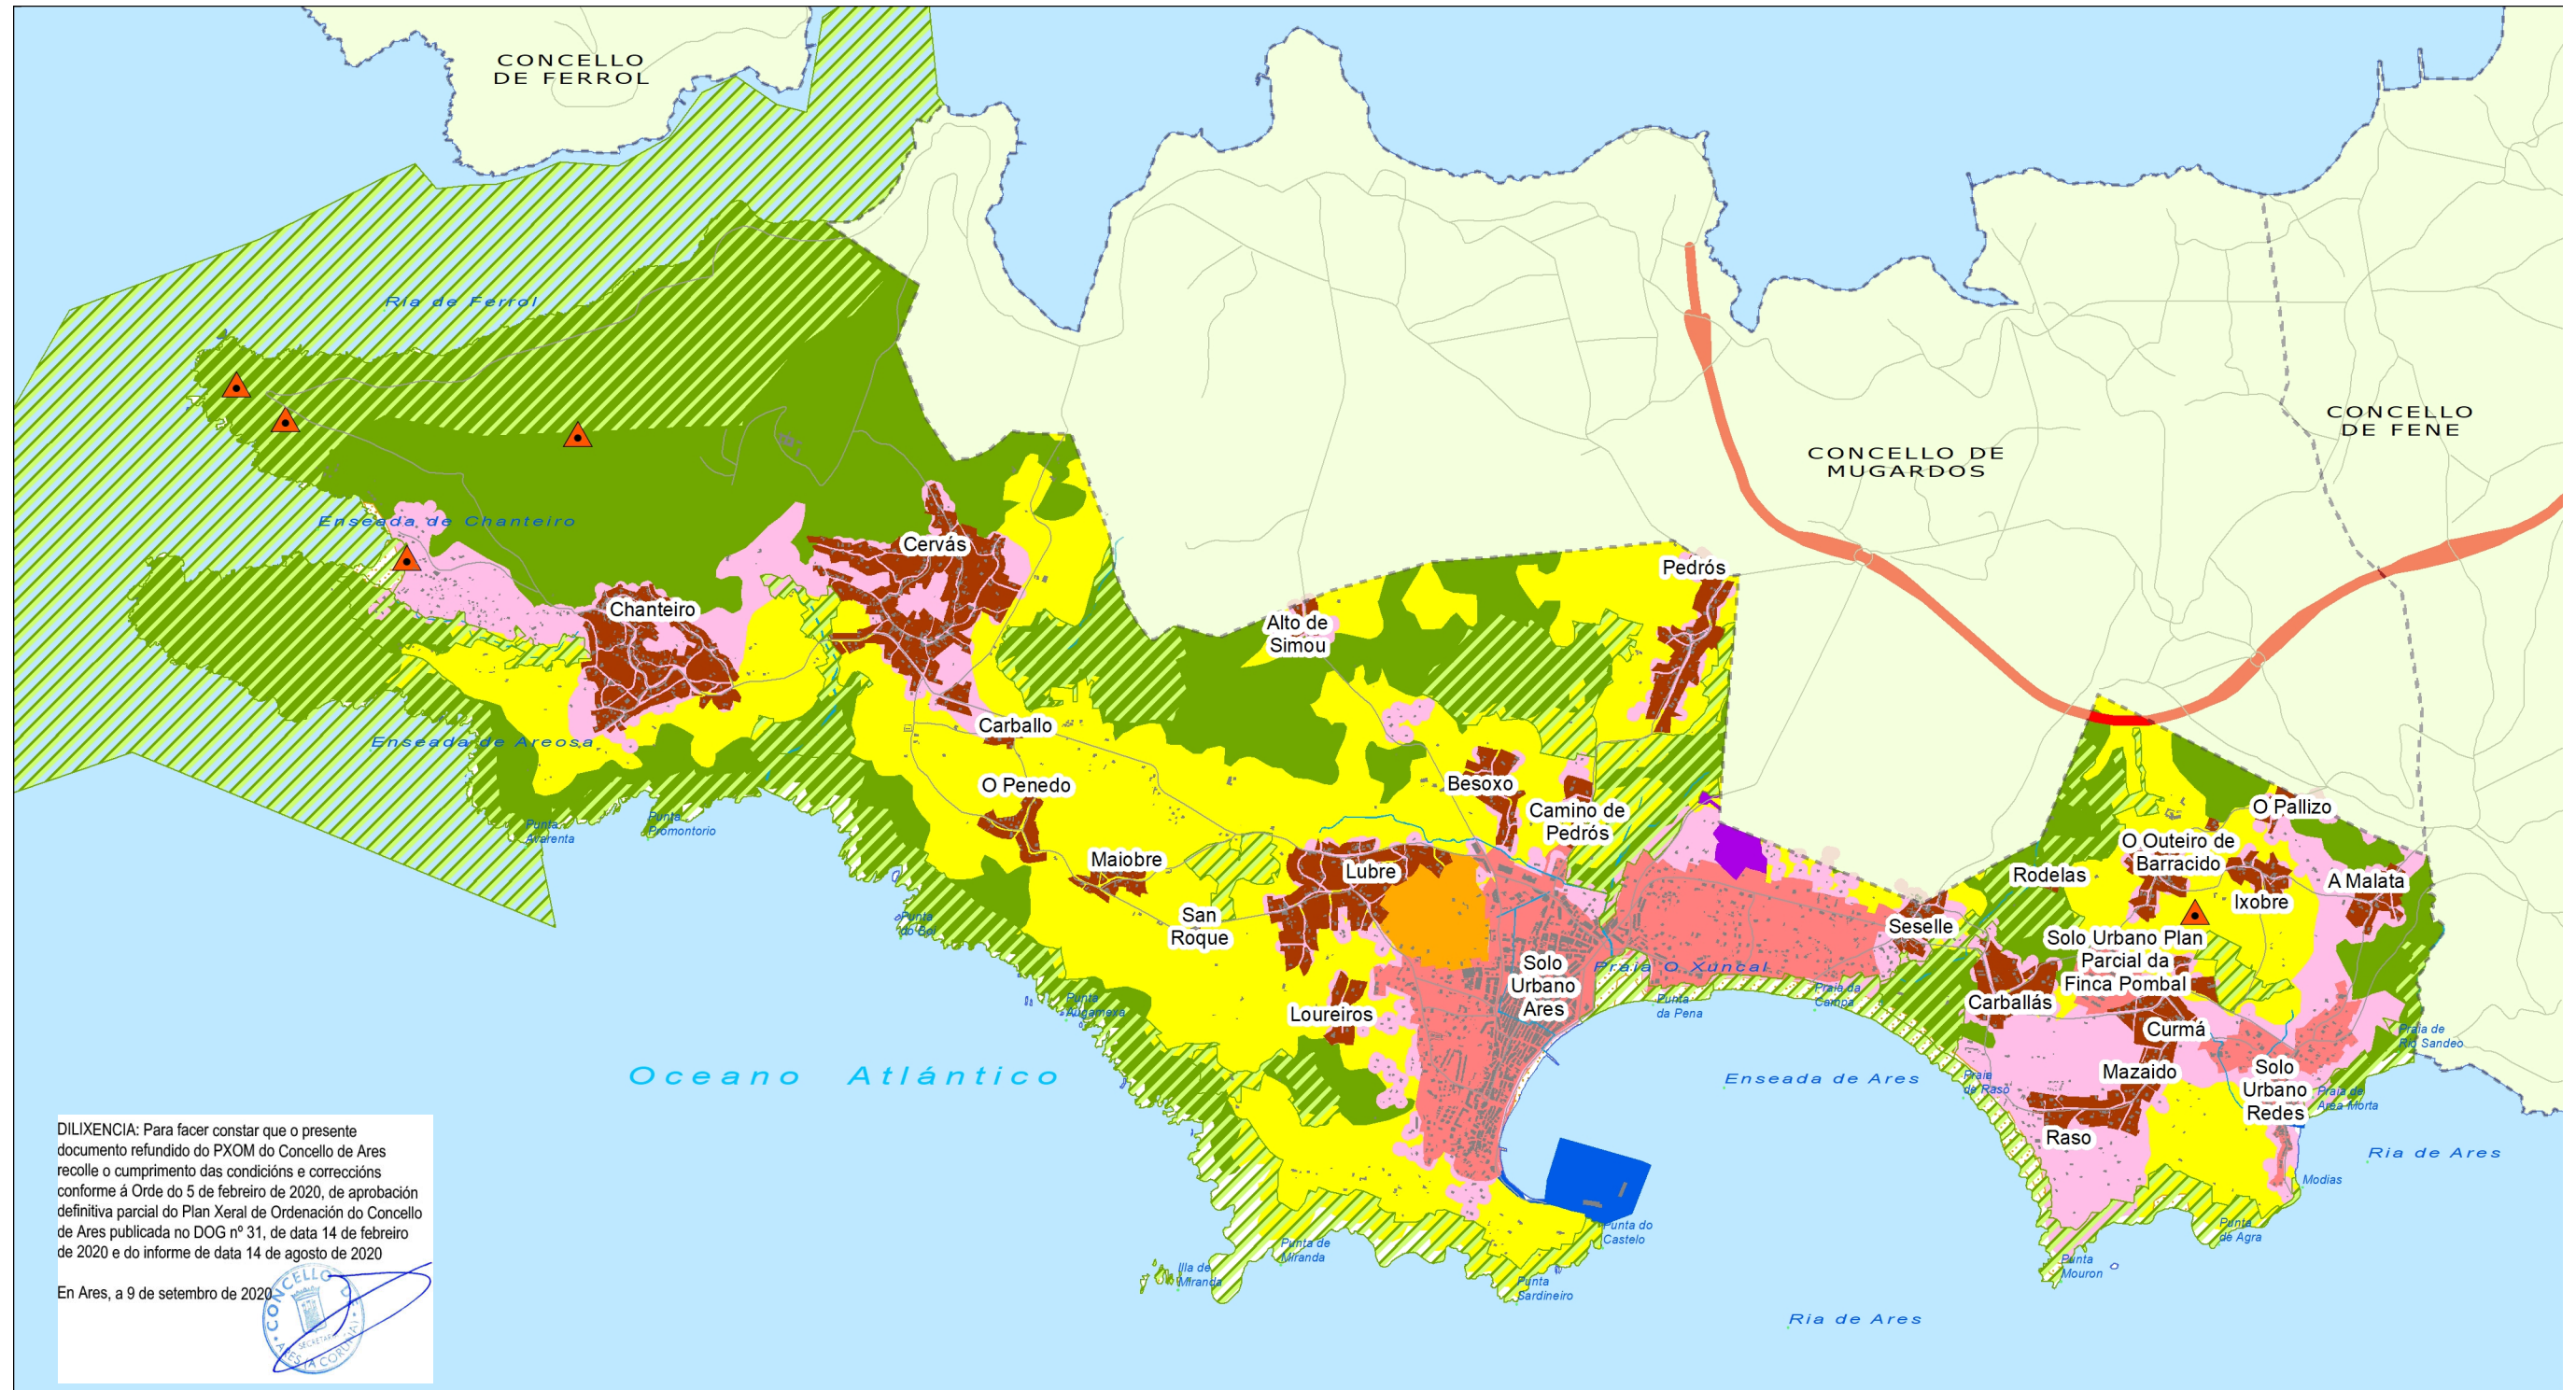 CONCELLO
DE FERROL
Ria de Ferrol
CONCELLO
DE FENE
CONCELLO DE
MUGARDOS
Enseada de Chanteiro
Cervás
Pedrós
Chanteiro
Alto de
Simou
Carballo
Enseada de Areosa
O Penedo
Besoxo
Camino de
Pedrós
O Pallizo
Punta
Avarenta
Punta
Promontorio
O Outeiro de
Barracido
Maiobre
Lubre
Rodelas
A Malata
Ixobre
San
Roque
Punta
do Boi
Seselle
Solo Urbano Plan
Parcial da
Finca Pombal
Solo
Urbano
Ares
Praia O Xuncal
Praia da
Campa
Punta
da Pena
Carballás
Punta
Augamexa
Loureiros
Curmá
Praia de
Rio Sandeo
Oceano Atlántico
Enseada de Ares
Praia
de Raso
Mazaido
Solo
Urbano
Redes
Praia de
Area Morta
Raso
Ria de Ares
Modias
Punta do
Castelo
Punta de
Miranda
Punta
de Agra
Illa de
Miranda
Punta
Mouron
Punta
Sardineiro
Ria de Ares
DILIXENCIA: Para facer constar que o presente
documento refundido do PXOM do Concello de Ares
recolle o cumprimento das condicións e correccións
conforme á Orde do 5 de febreiro de 2020, de aprobación
definitiva parcial do Plan Xeral de Ordenación do Concello
de Ares publicada no DOG nº 31, de data 14 de febreiro
de 2020 e do informe de data 14 de agosto de 2020
En Ares, a 9 de setembro de 2020
CONCELLO DE
ARES (A CORUÑA)